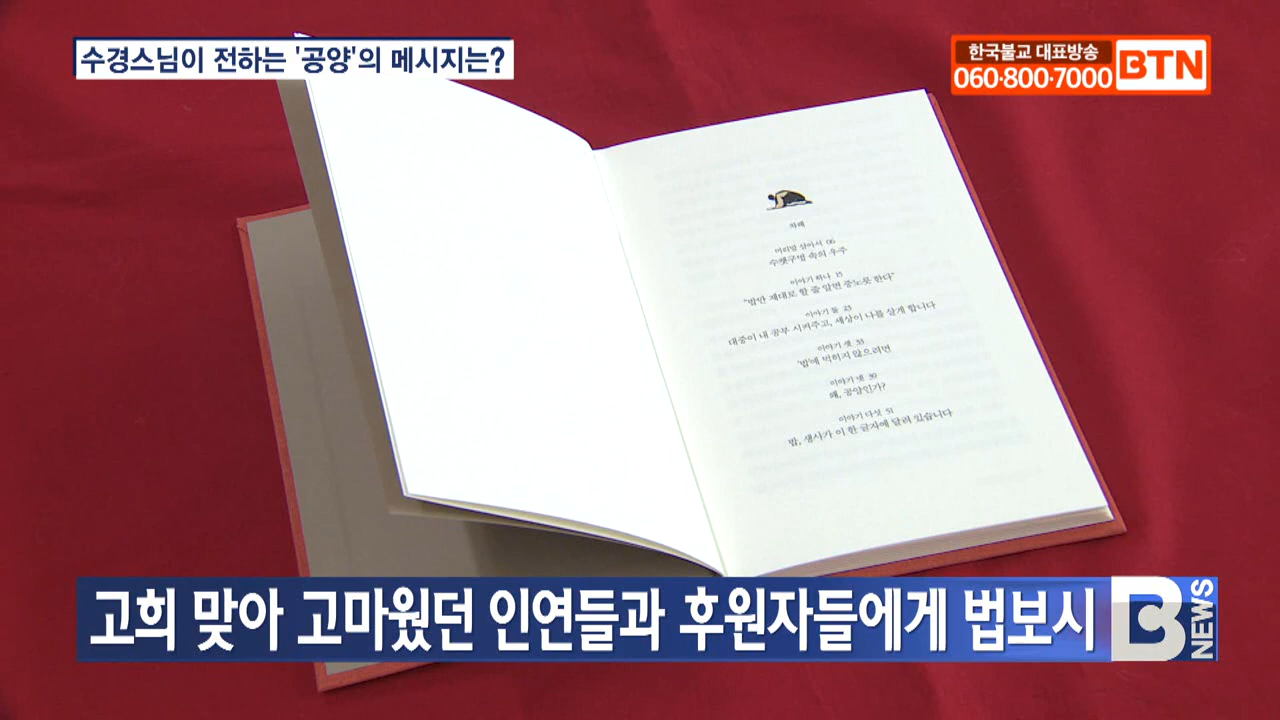 수경스님이 전하는 '공양'의 메시지는?
한국불교 대표방송
060·800·7000
BTN
차례
머리말 삼아서 06
수챗구멍 속의 우주
이야기 하나 15
"밥만 제대로 할 줄 알면 중노릇 한다"
이야기 둘 23
대중이 내 공부 시켜주고, 세상이 나를 살게 합니다
이야기 셋 33
'밥'에 먹히지 않으려면
이야기 넷 39
왜, 공양인가?
이야기 다섯 51
밥, 생사가 이 한 글자에 달려 있습니다
고희 맞아 고마웠던 인연들과 후원자들에게 법보시
B NEWS